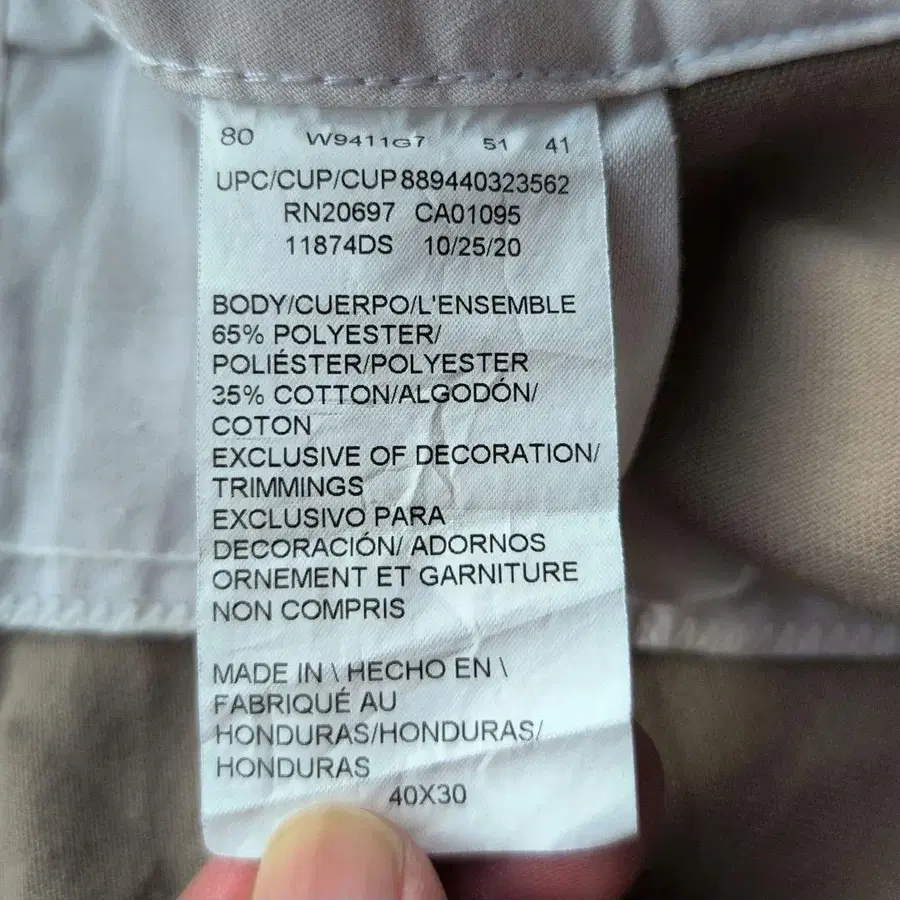 80 W9411G7 51 41
UPC/CUP/CUP 889440323562
RN20697 CA01095
11874DS 10/25/20
BODY/CUERPO/L'ENSEMBLE
65% POLYESTER/
POLIÉSTER/POLYESTER
35% COTTON/ALGODÓN/
COTON
EXCLUSIVE OF DECORATION/
TRIMMINGS
EXCLUSIVO PARA
DECORACIÓN/ ADORNOS
ORNEMENT ET GARNITURE
NON COMPRIS
MADE IN \ HECHO EN \
FABRIQUÉ AU
HONDURAS/HONDURAS/
HONDURAS
40X30